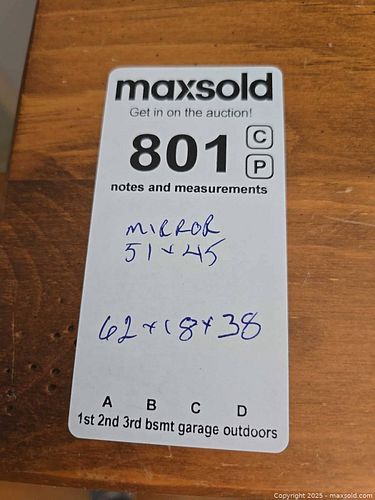 maxsold
Get in on the auction!
801 C
P
notes and measurements
MIRROR
51 x 45
62 x 18 x 38
A B C D
1st 2nd 3rd bsmt garage outdoors
Copyright 2025 - maxsold.com